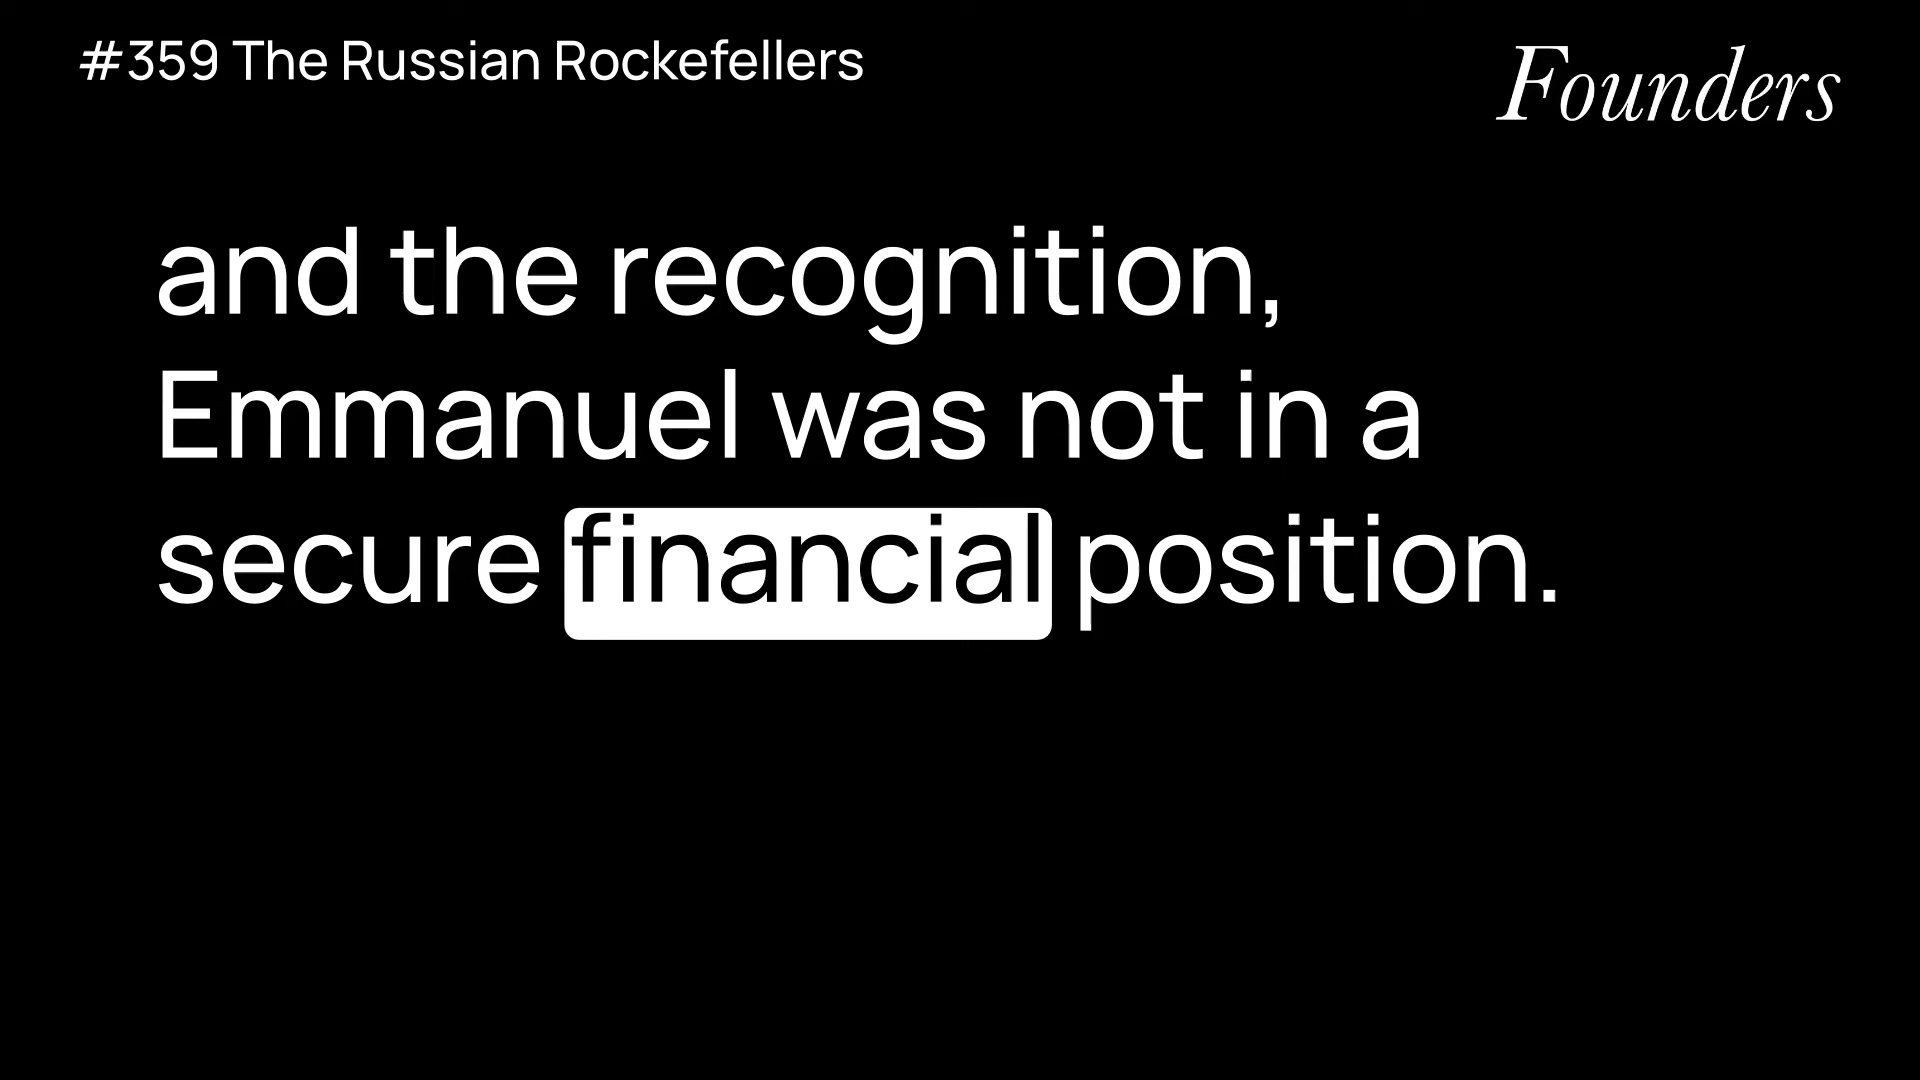 #359 The Russian Rockefellers
Founders
and the recognition,
Emmanuel was not in a
secure financial position.